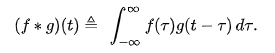 (f * g)(t) ≜ ∫_{-∞}^{∞} f(τ)g(t − τ) dτ.